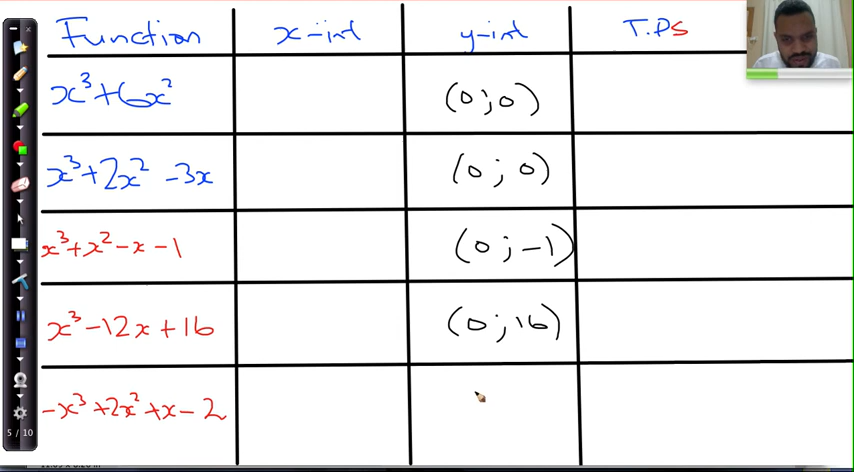 Function x-int y-int T.PS
x³+6x² (0;0)
x³+2x² -3x (0;0)
x³+x²-x-1 (0;-1)
x³-12x+16 (0;16)
-x³+2x²+x-2
5 / 10